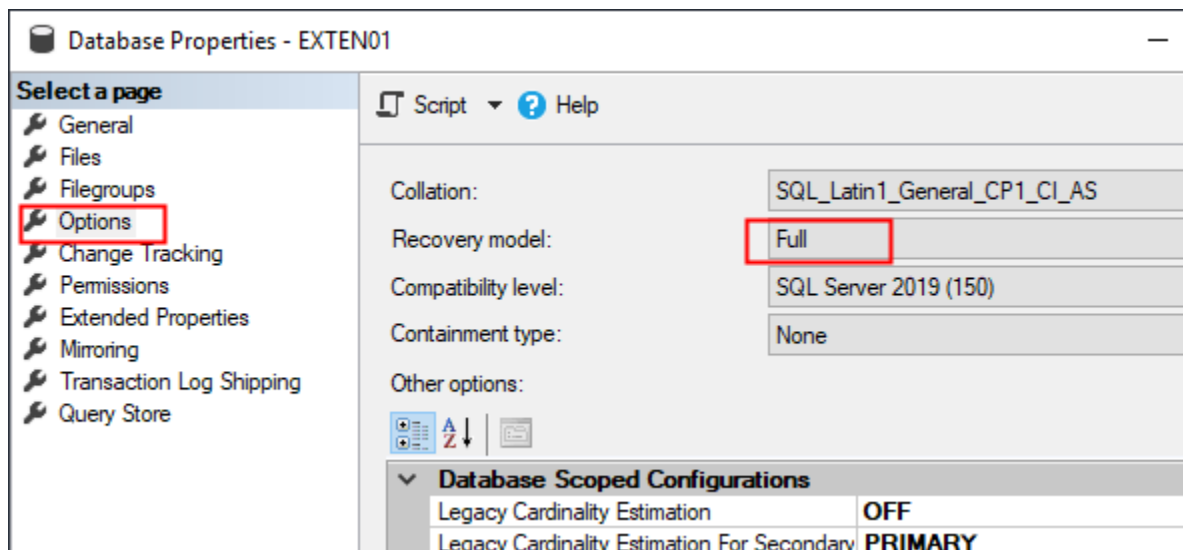 Database Properties - EXTEN01
Select a page
General
Files
Filegroups
Options
Change Tracking
Permissions
Extended Properties
Mirroring
Transaction Log Shipping
Query Store
Script
Help
Collation:
SQL_Latin1_General_CP1_CI_AS
Recovery model:
Full
Compatibility level:
SQL Server 2019 (150)
Containment type:
None
Other options:
Database Scoped Configurations
Legacy Cardinality Estimation
OFF
Legacy Cardinality Estimation For Secondary
PRIMARY